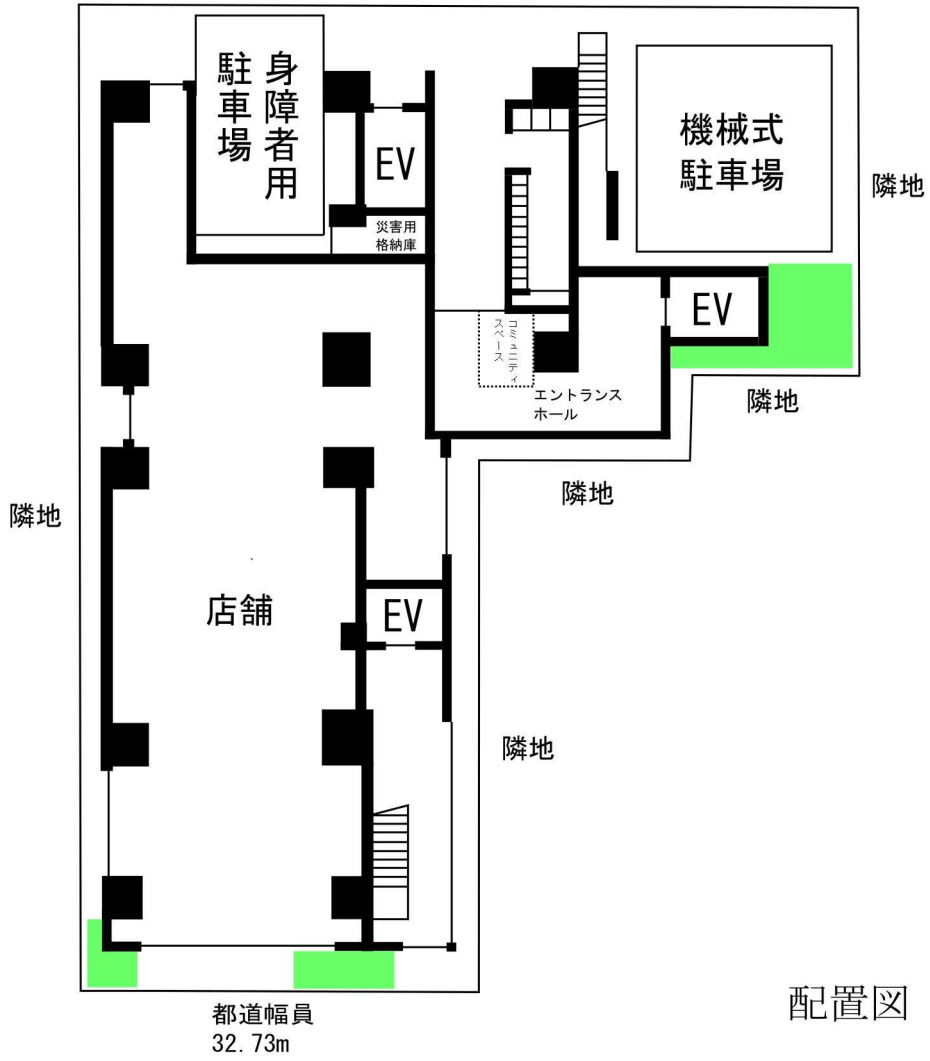 身障者用
駐車場
機械式
駐車場
EV
隣地
災害用
格納庫
EV
コミュニティ
スペース
エントランス
ホール
隣地
隣地
隣地
店舗
EV
隣地
配置図
都道幅員
32.73m